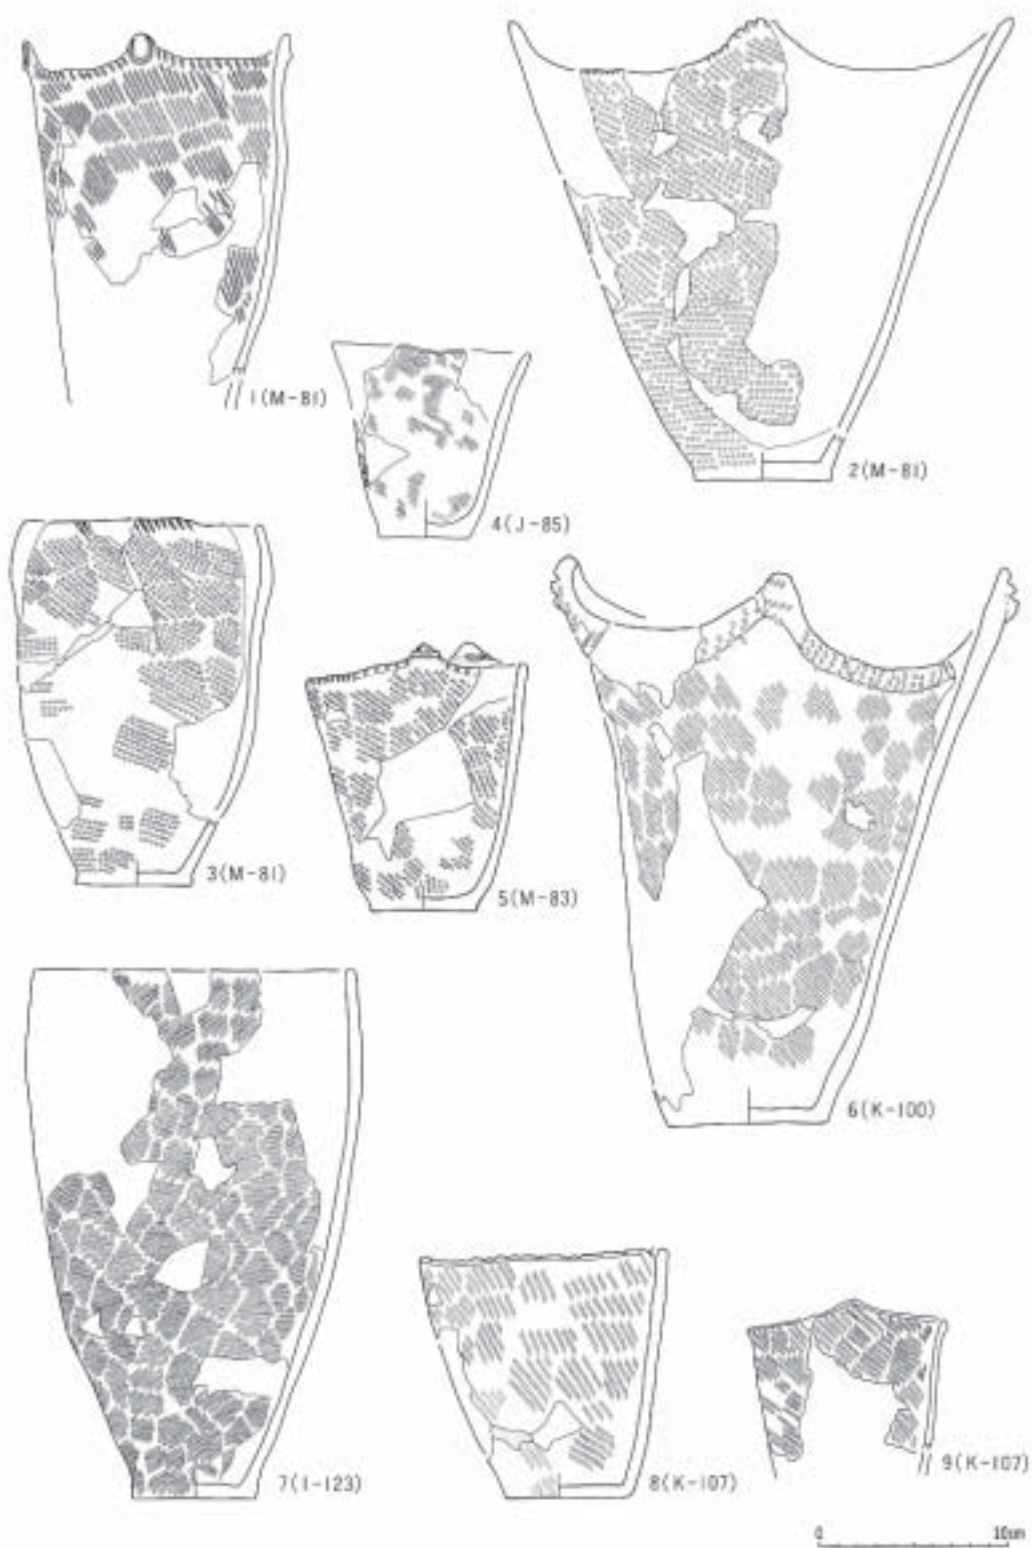 1(M-81)
2(M-81)
4(J-85)
3(M-81)
5(M-83)
6(K-100)
7(I-123)
8(K-107)
9(K-107)
0 10cm